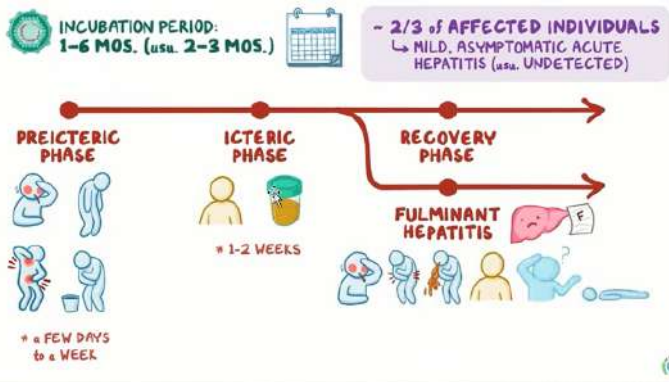 INCUBATION PERIOD:
1-6 MOS. (usu. 2-3 MOS.)
~ 2/3 of AFFECTED INDIVIDUALS
↳ MILD, ASYMPTOMATIC ACUTE
HEPATITIS (usu. UNDETECTED)
PREICTERIC
PHASE
ICTERIC
PHASE
RECOVERY
PHASE
FULMINANT
HEPATITIS
F
* 1-2 WEEKS
?
* a FEW DAYS
to a WEEK